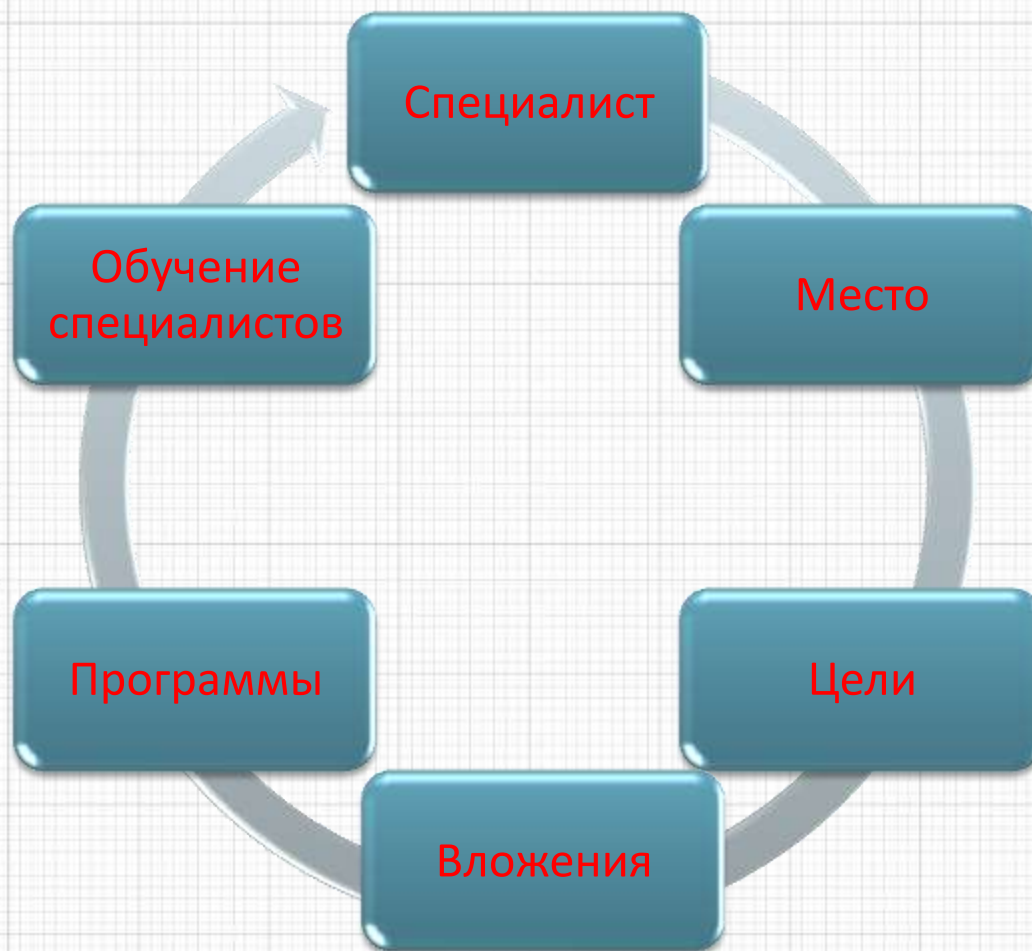 Специалист
Место
Цели
Вложения
Программы
Обучение
специалистов